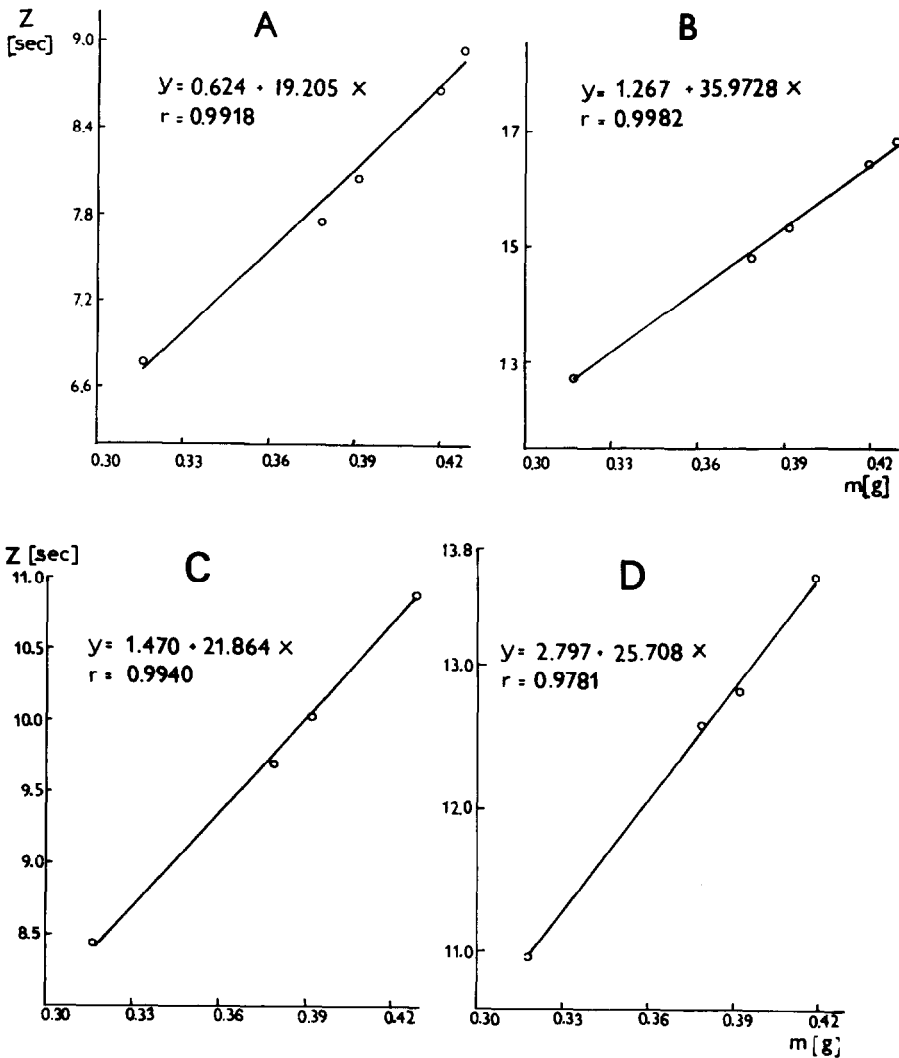 A
Z
[sec]
y = 0.624 + 19.205 x
r = 0.9918
9.0
8.4
7.8
7.2
6.6
0.30 0.33 0.36 0.39 0.42
B
y = 1.267 + 35.9728 x
r = 0.9982
17
15
13
0.30 0.33 0.36 0.39 0.42
m[g]
C
Z [sec]
y = 1.470 + 21.864 x
r = 0.9940
11.0
10.5
10.0
9.5
9.0
8.5
0.30 0.33 0.36 0.39 0.42
D
y = 2.797 + 25.708 x
r = 0.9781
13.8
13.0
12.0
11.0
0.30 0.33 0.36 0.39 0.42
m [g]